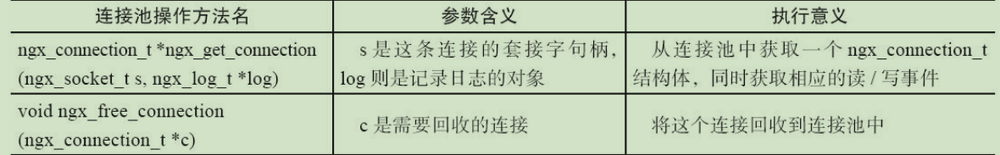 连接池操作方法名 参数含义 执行意义
ngx_connection_t *ngx_get_connection
(ngx_socket_t s, ngx_log_t *log)
s 是这条连接的套接字句柄，
log 则是记录日志的对象
从连接池中获取一个 ngx_connection_t
结构体，同时获取相应的读 / 写事件
void ngx_free_connection
(ngx_connection_t *c)
c 是需要回收的连接
将这个连接回收到连接池中